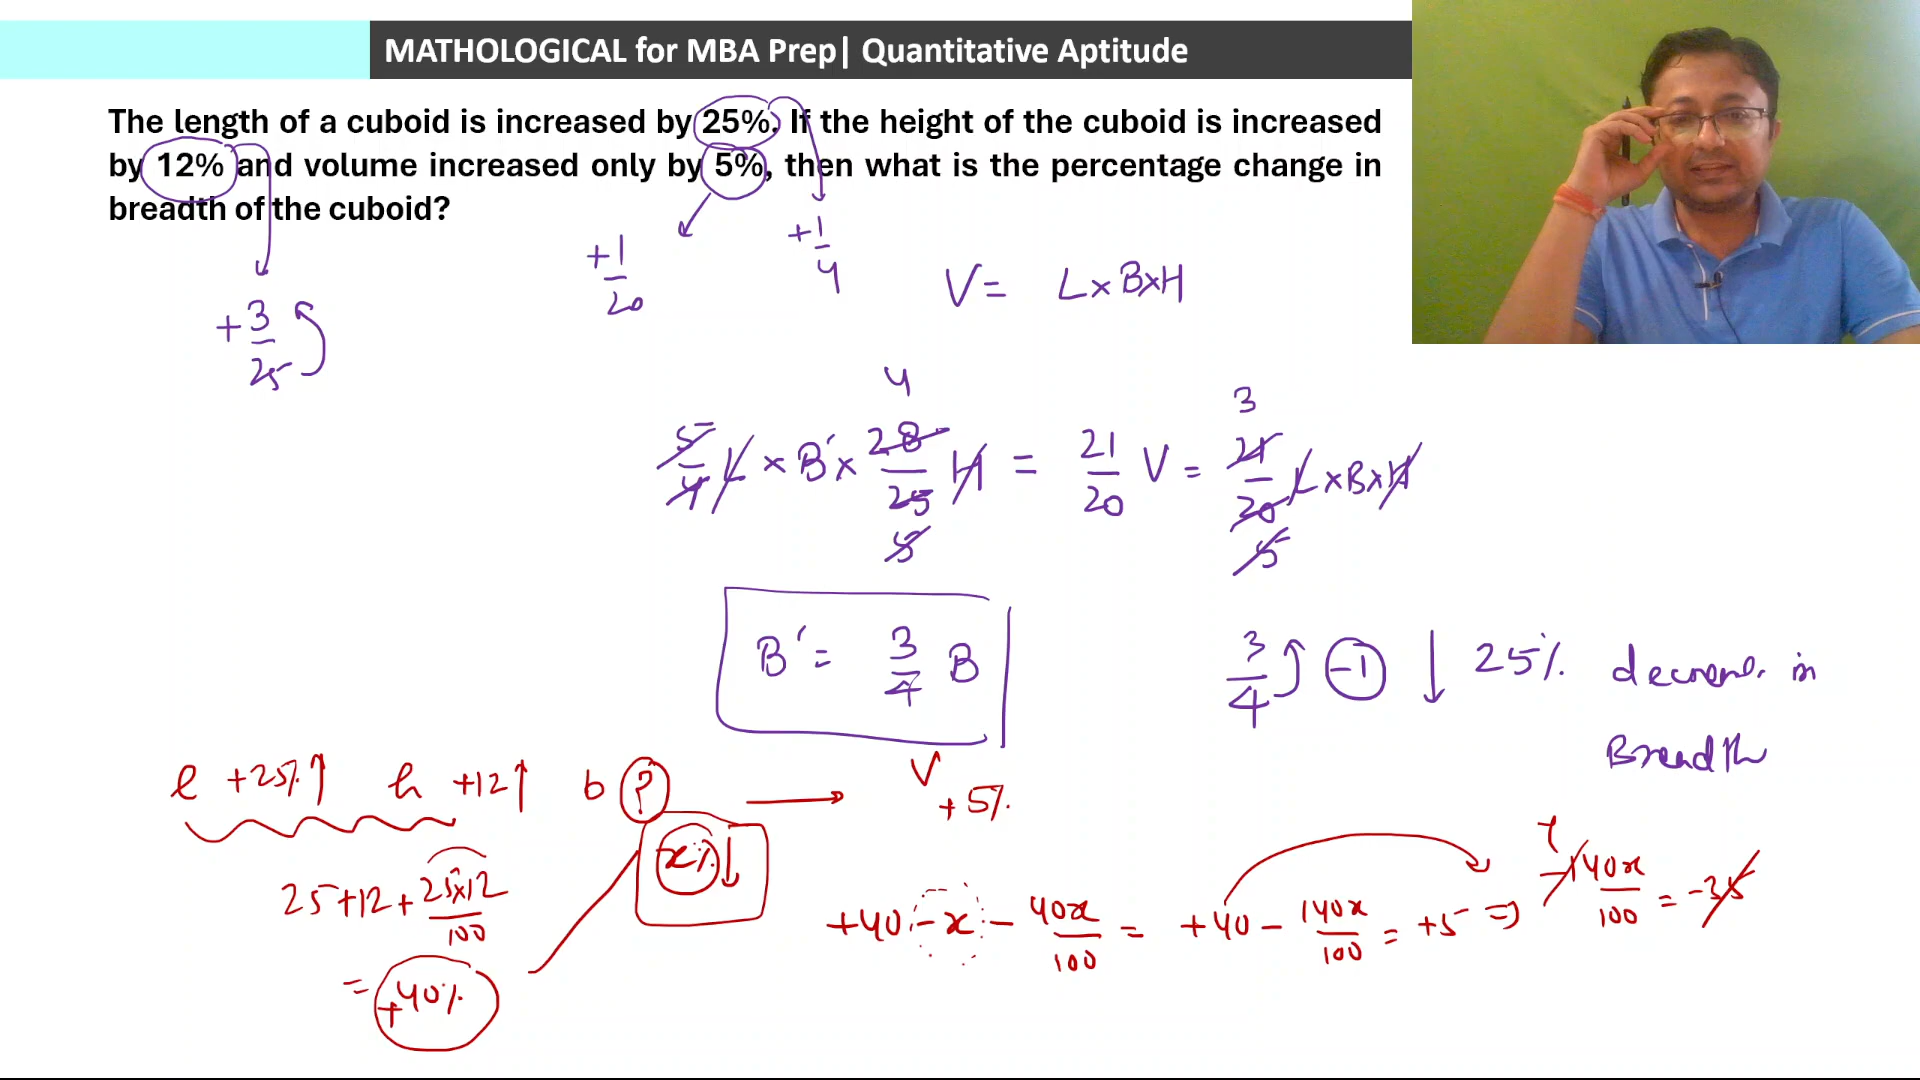 MATHOLOGICAL for MBA Prep| Quantitative Aptitude
The length of a cuboid is increased by 25%. If the height of the cuboid is increased
by 12% and volume increased only by 5%, then what is the percentage change in
breadth of the cuboid?
+1/20
+1/4
V = L×B×H
+3/25
4
3
5/4 L × B' × 28/25 H = 21/20 V = 21/20 L×B×H
5
5
B' = 3/4 B
3/4 -1 ↓ 25% decrease in
Breadth
l +25%↑ h +12↑ b ? → V
+5%
x% ↓
25+12+25×12/100
= +40%
+40 -x - 40x/100 = +40 - 140x/100 = +5 ⇒ -140x/100 = -35